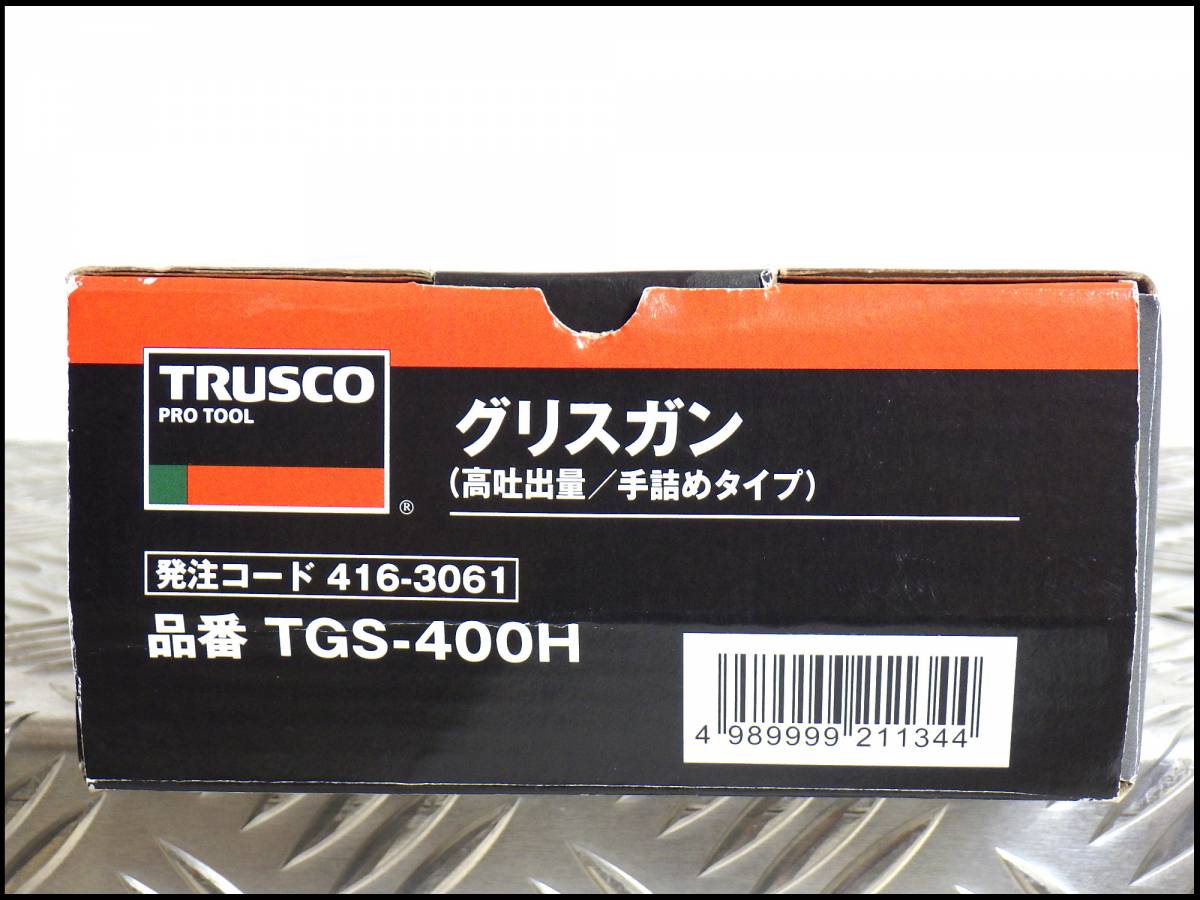 TRUSCO
PRO TOOL
®
グリスガン
(高吐出量/手詰めタイプ)
発注コード 416-3061
品番 TGS-400H
4 989999 211344